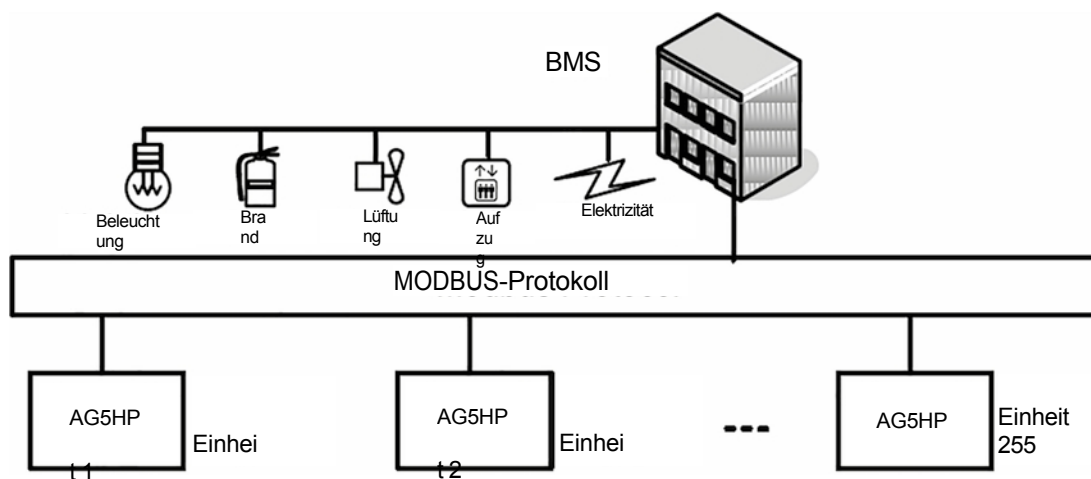 BMS
Beleucht
ung
Bra
nd
Lüftu
ng
Auf
zu
g
Elektrizität
MODBUS-Protokoll
AG5HP
Einhei
t 1
AG5HP
Einhei
t 2
AG5HP
Einheit
255